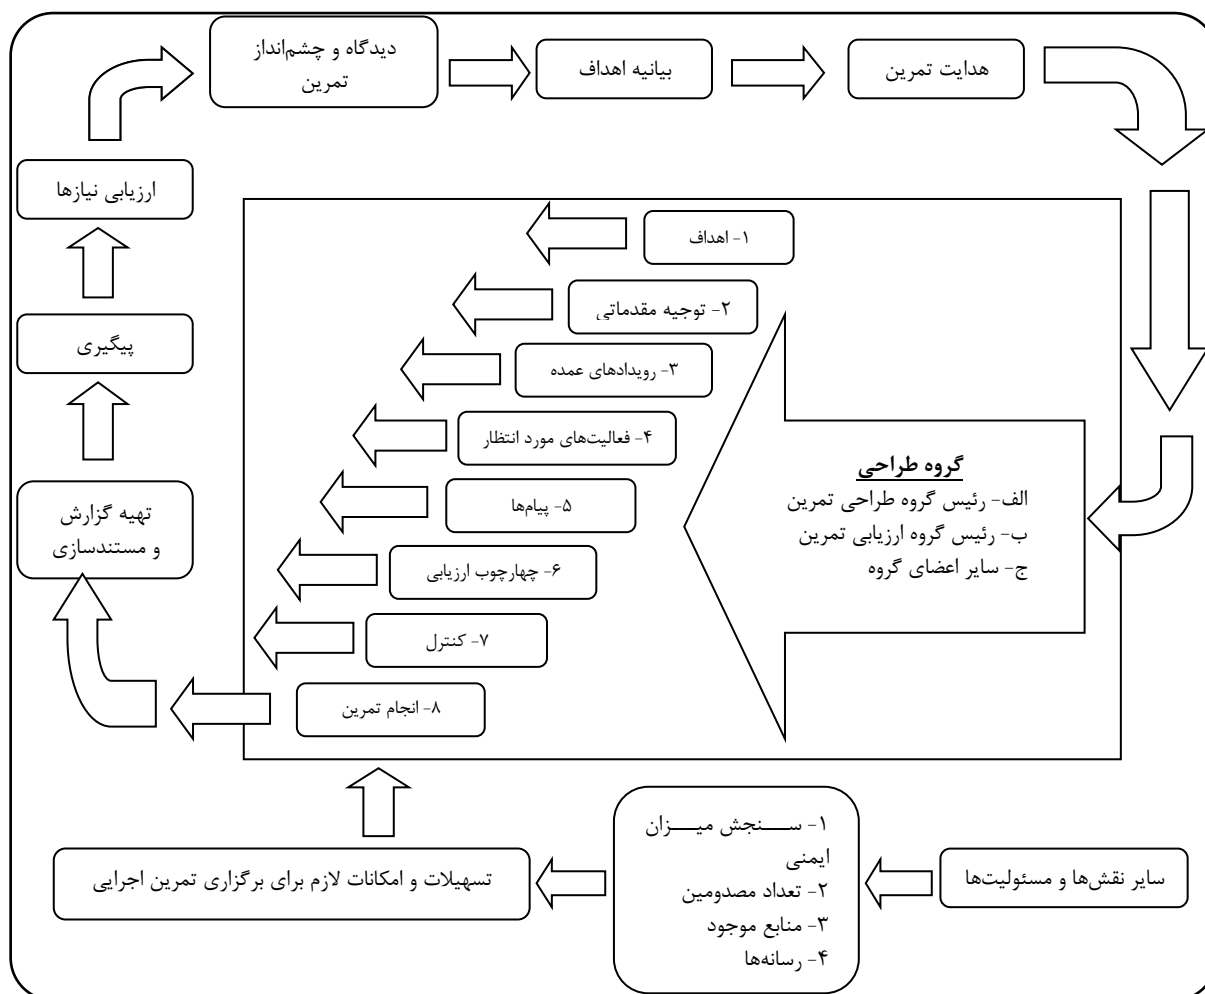 دیدگاه و چشم‌انداز
تمرین
بیانیه اهداف
هدایت تمرین
ارزیابی نیازها
پیگیری
تهیه گزارش
و مستندسازی
۱- اهداف
۲- توجیه مقدماتی
۳- رویدادهای عمده
۴- فعالیت‌های مورد انتظار
۵- پیام‌ها
۶- چهارچوب ارزیابی
۷- کنترل
۸- انجام تمرین
گروه طراحی
الف- رئیس گروه طراحی تمرین
ب- رئیس گروه ارزیابی تمرین
ج- سایر اعضای گروه
سایر نقش‌ها و مسئولیت‌ها
۱- ســـنجش میـــزان
ایمنی
۲- تعداد مصدومین
۳- منابع موجود
۴- رسانه‌ها
تسهیلات و امکانات لازم برای برگزاری تمرین اجرایی